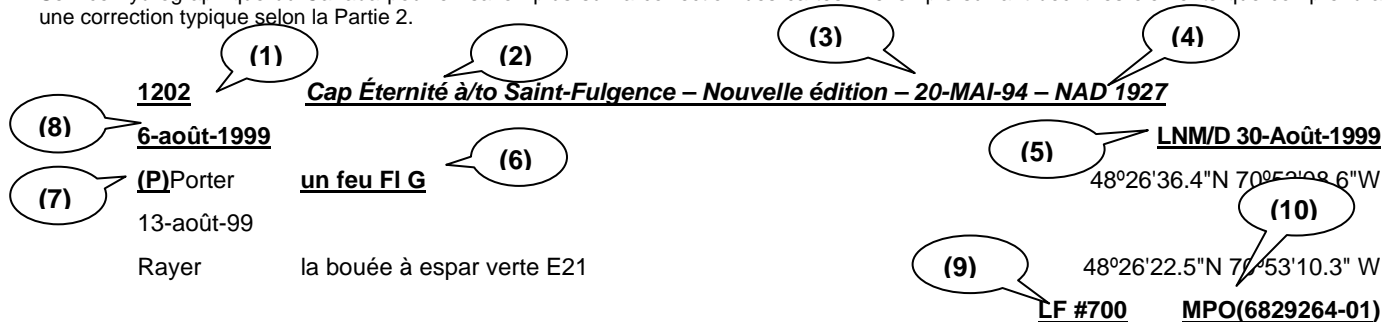 une correction typique selon la Partie 2.
(1) (2) (3) (4)
1202 Cap Éternité à/to Saint-Fulgence – Nouvelle édition – 20-MAI-94 – NAD 1927
(8) 6-août-1999 (5) LNM/D 30-Août-1999
(7) (P)Porter un feu Fl G (6) 48º26'36.4"N
13-août-99 (10)
Rayer la bouée à espar verte E21 (9) 48º26'22.5"N 70º53'10.3" W
LF #700 MPO(6829264-01)